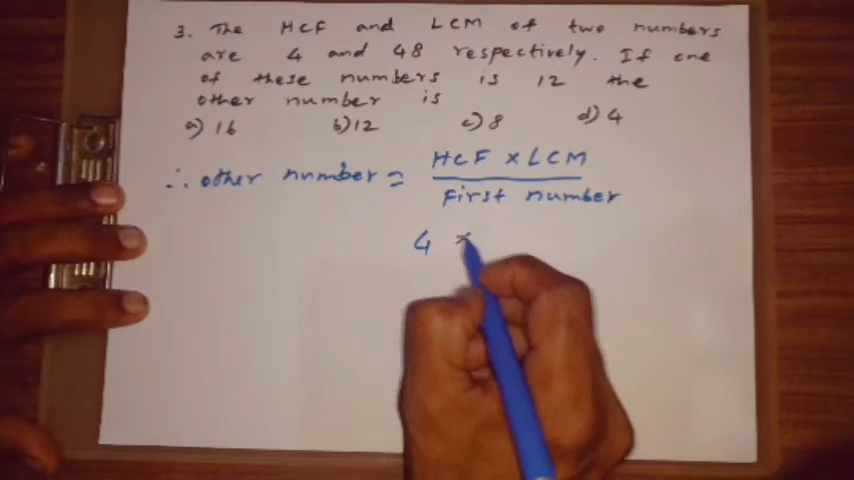 3. The HCF and LCM of two numbers
are 4 and 48 respectively. If one
of these numbers is 12 the
other number is
a) 16 b) 12 c) 8 d) 4
∴ other number = HCF x LCM
First number
4 x